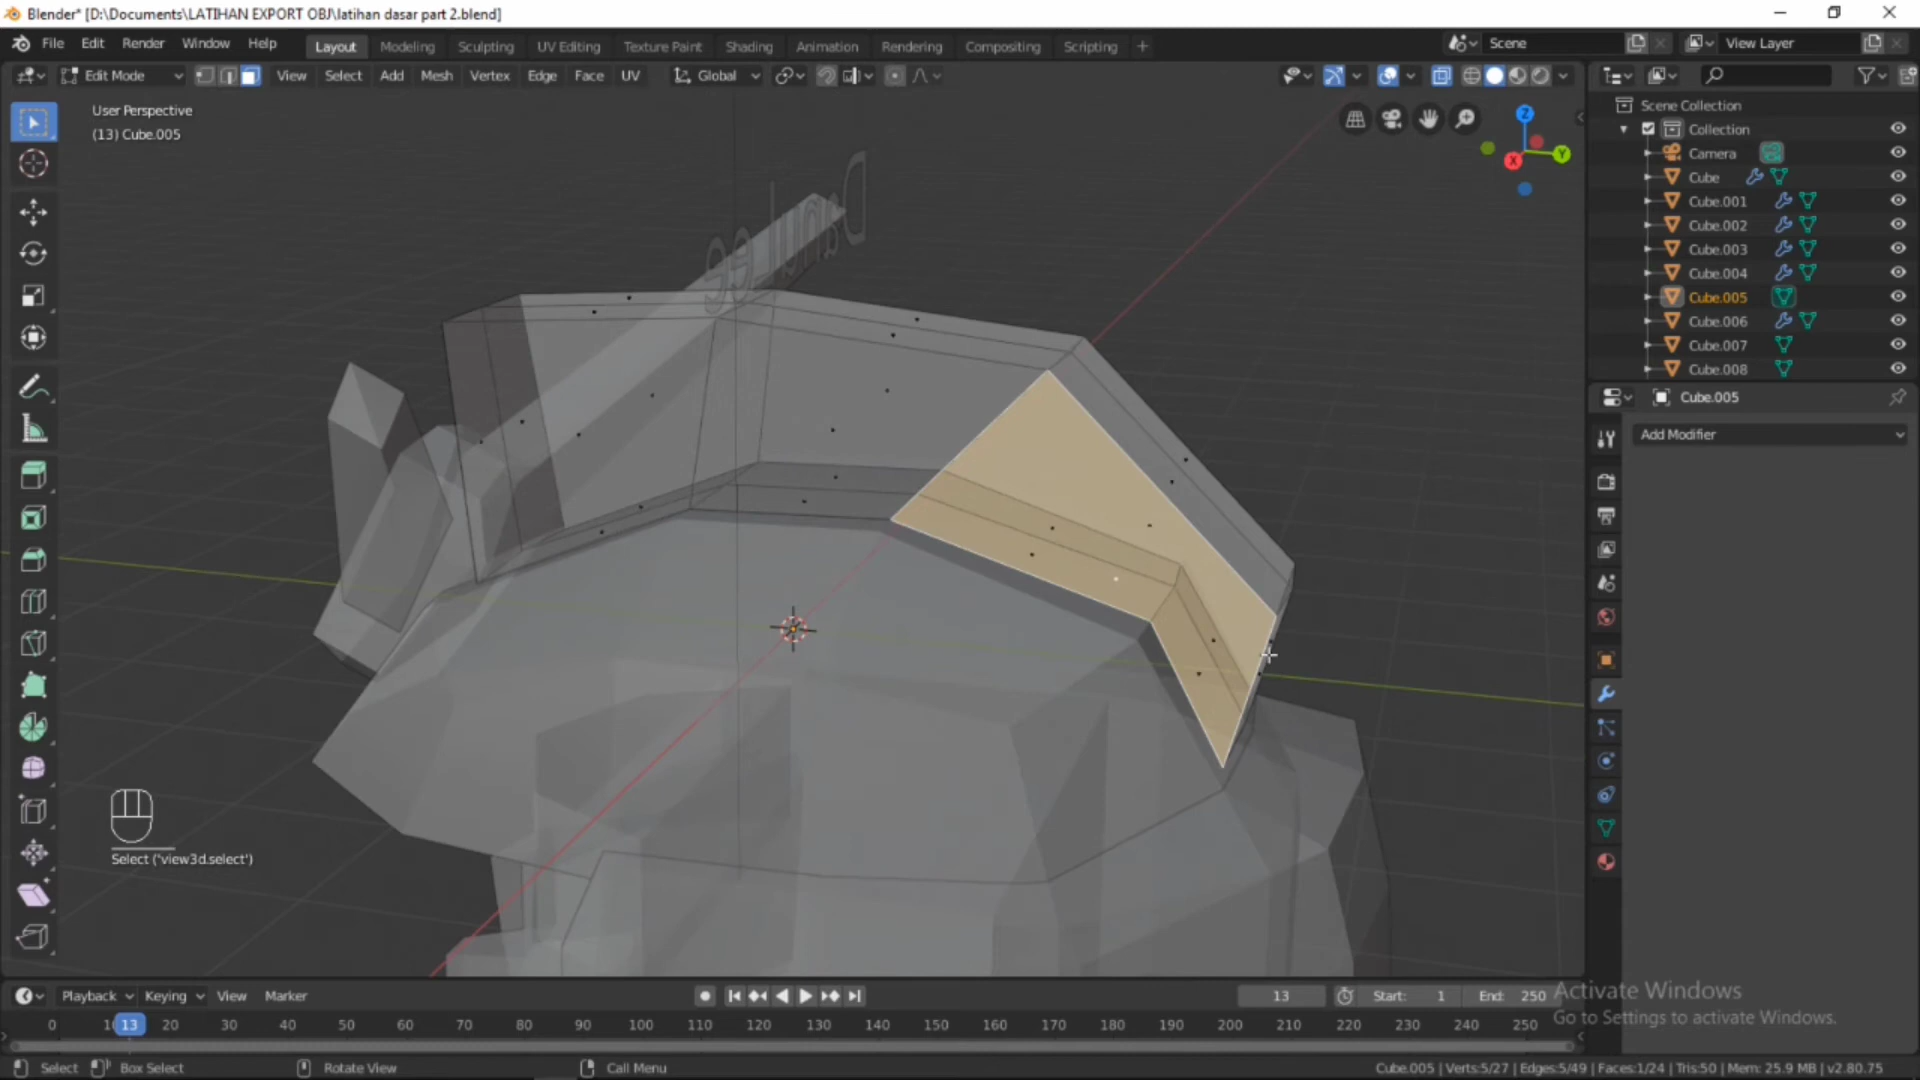 Blender* [D:\Documents\LATIHAN EXPORT OBJ\latihan dasar part 2.blend]
File Edit Render Window Help
Layout Modeling Sculpting UV Editing Texture Paint Shading Animation Rendering Compositing Scripting +
Scene View Layer
Edit Mode View Select Add Mesh Vertex Edge Face UV Global
User Perspective
(13) Cube.005
Z
Y
X
Scene Collection
Collection
Camera
Cube
Cube.001
Cube.002
Cube.003
Cube.004
Cube.005
Cube.006
Cube.007
Cube.008
Cube.005
Add Modifier
Select ('view3d.select')
Playback Keying View Marker
13 Start: 1 End: 250
0 10 13 20 30 40 50 60 70 80 90 100 110 120 130 140 150 160 170 180 190 200 210 220 230 240 250
Activate Windows
Go to Settings to activate Windows.
Select Box Select Rotate View Call Menu
Cube.005 | Verts:5/27 | Edges:5/49 | Faces:1/24 | Tris:50 | Mem: 25.9 MB | v2.80.75